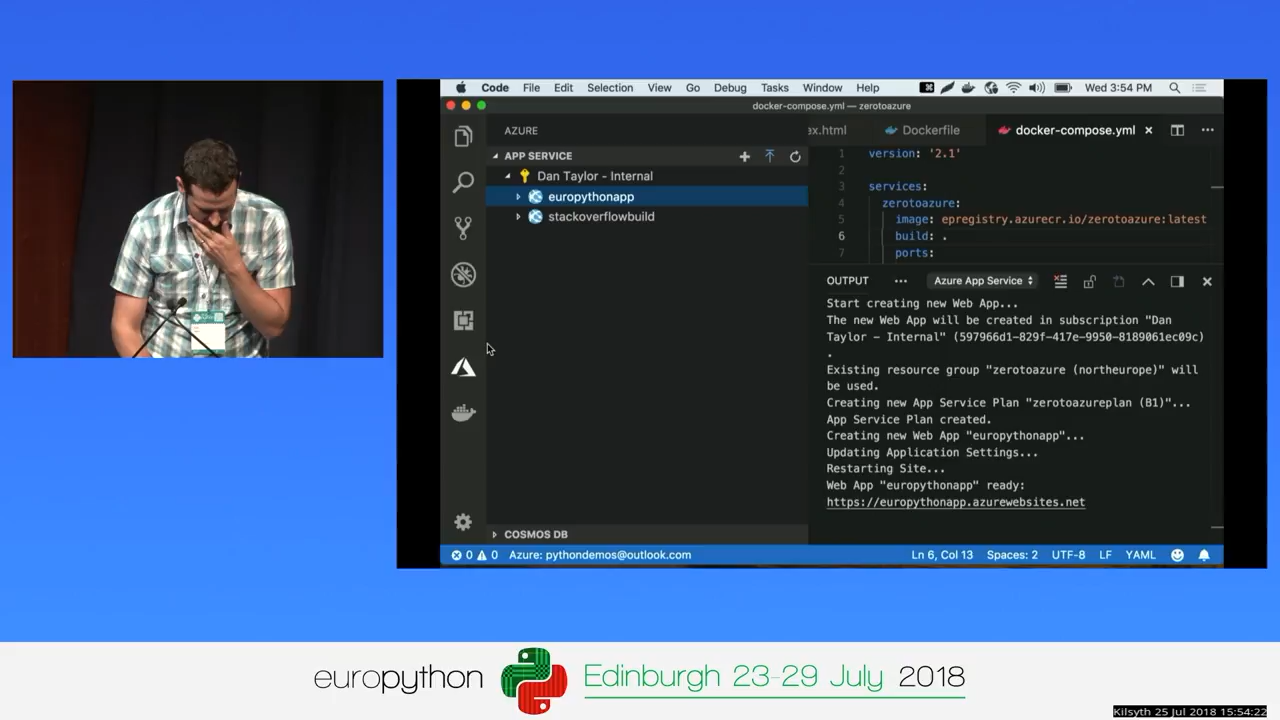 Code File Edit Selection View Go Debug Tasks Window Help Wed 3:54 PM
docker-compose.yml — zerotoazure
AZURE
APP SERVICE
Dan Taylor - Internal
europythonapp
stackoverflowbuild
COSMOS DB
ex.html Dockerfile docker-compose.yml
1 version: '2.1'
2
3 services:
4 zerotoazure:
5 image: epregistry.azurecr.io/zerotoazure:latest
6 build: .
7 ports:
OUTPUT ... Azure App Service
Start creating new Web App...
The new Web App will be created in subscription "Dan
Taylor - Internal" (597966d1-829f-417e-9950-8189061ec09c)
.
Existing resource group "zerotoazure (northeurope)" will
be used.
Creating new App Service Plan "zerotoazureplan (B1)"...
App Service Plan created.
Creating new Web App "europythonapp"...
Updating Application Settings...
Restarting Site...
Web App "europythonapp" ready:
https://europythonapp.azurewebsites.net
0 0 Azure: pythondemos@outlook.com Ln 6, Col 13 Spaces: 2 UTF-8 LF YAML
europython Edinburgh 23-29 July 2018
Kilsyth 25 Jul 2018 15:54:22